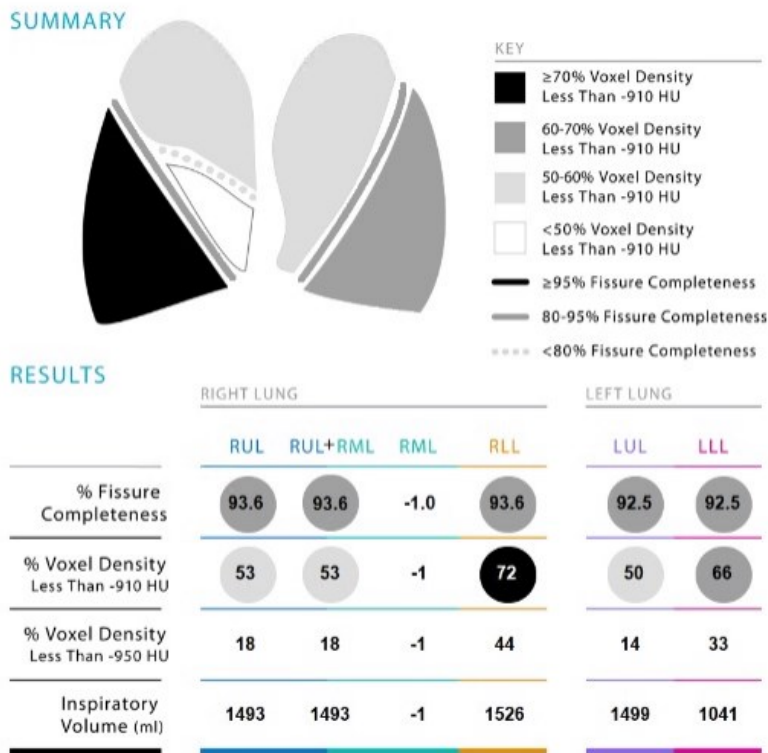 SUMMARY
KEY
≥70% Voxel Density
Less Than -910 HU
60-70% Voxel Density
Less Than -910 HU
50-60% Voxel Density
Less Than -910 HU
<50% Voxel Density
Less Than -910 HU
≥95% Fissure Completeness
80-95% Fissure Completeness
<80% Fissure Completeness
RESULTS
RIGHT LUNG LEFT LUNG
RUL RUL+RML RML RLL LUL LLL
% Fissure
Completeness
93.6 93.6 -1.0 93.6 92.5 92.5
% Voxel Density
Less Than -910 HU
53 53 -1 72 50 66
% Voxel Density
Less Than -950 HU
18 18 -1 44 14 33
Inspiratory
Volume (ml)
1493 1493 -1 1526 1499 1041